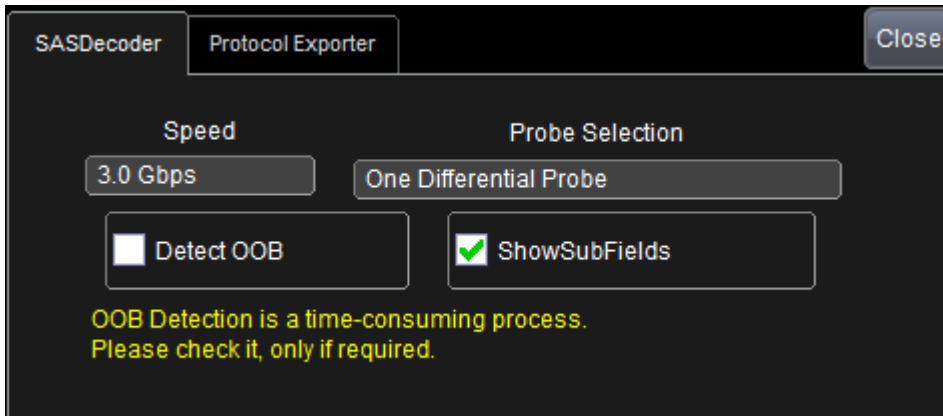 SASDecoder
Protocol Exporter
Close
Speed
Probe Selection
3.0 Gbps
One Differential Probe
Detect OOB
ShowSubFields
OOB Detection is a time-consuming process.
Please check it, only if required.